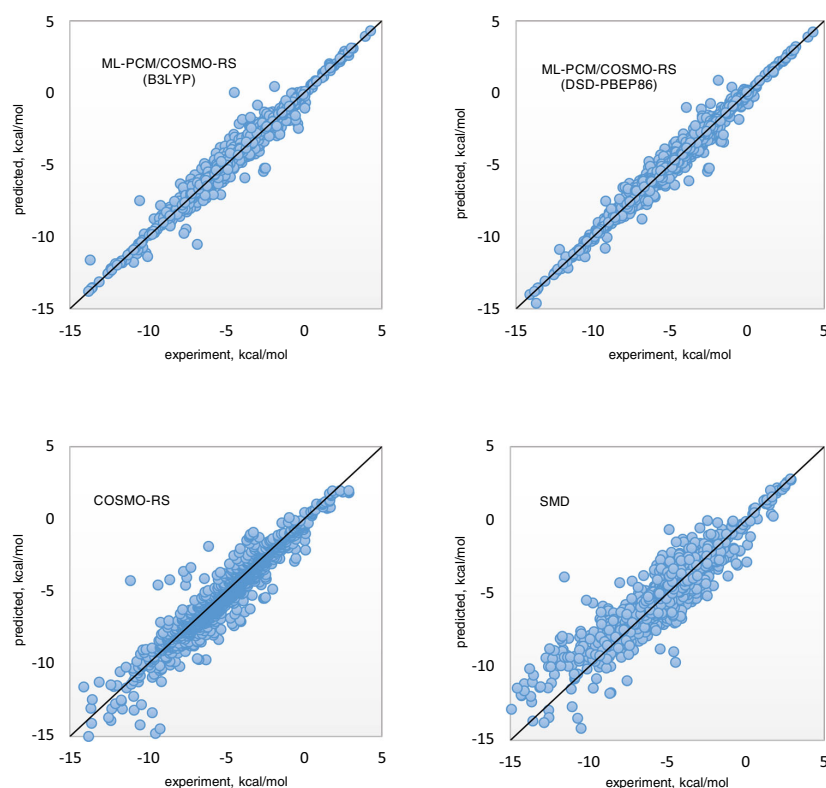 5
ML-PCM/COSMO-RS
(B3LYP)
0
-5
-10
-15
predicted, kcal/mol
-15 -10 -5 0 5
experiment, kcal/mol
5
ML-PCM/COSMO-RS
(DSD-PBEP86)
0
-5
-10
-15
predicted, kcal/mol
-15 -10 -5 0 5
experiment, kcal/mol
5
COSMO-RS
0
-5
-10
-15
predicted, kcal/mol
-15 -10 -5 0 5
experiment, kcal/mol
5
SMD
0
-5
-10
-15
predicted, kcal/mol
-15 -10 -5 0 5
experiment, kcal/mol